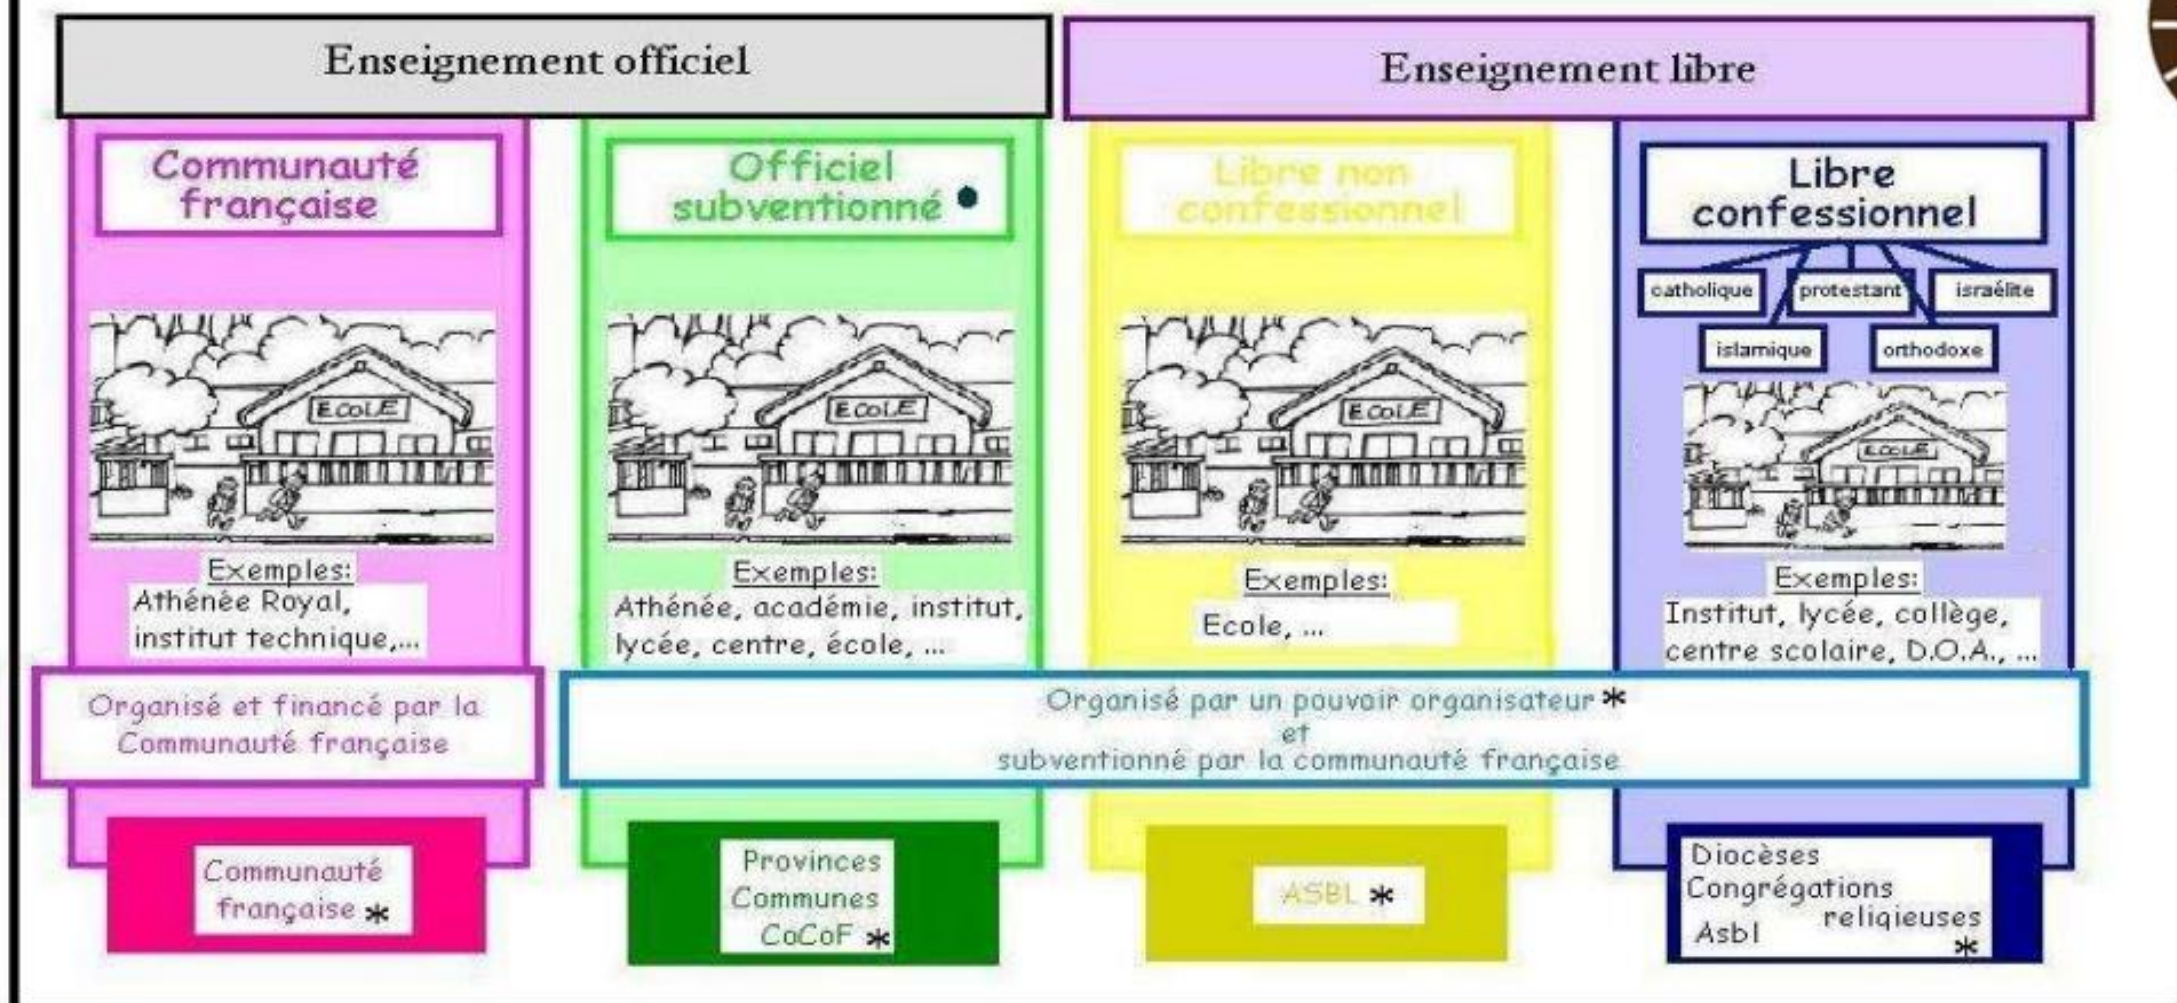 Enseignement officiel
Enseignement libre
Communauté
française
Officiel
subventionné
Libre non
confessionnel
Libre
confessionnel
catholique
protestant
israélite
islamique
orthodoxe
ECOLE
ECOLE
ECOLE
ECOLE
Exemples:
Athénée Royal,
institut technique,...
Exemples:
Athénée, académie, institut,
lycée, centre, école, ...
Exemples:
Ecole, ...
Exemples:
Institut, lycée, collège,
centre scolaire, D.O.A., ...
Organisé et financé par la
Communauté française
Organisé par un pouvoir organisateur *
et
subventionné par la communauté française
Communauté
française *
Provinces
Communes
CoCoF *
ASBL *
Diocèses
Congrégations
religieuses
Asbl *